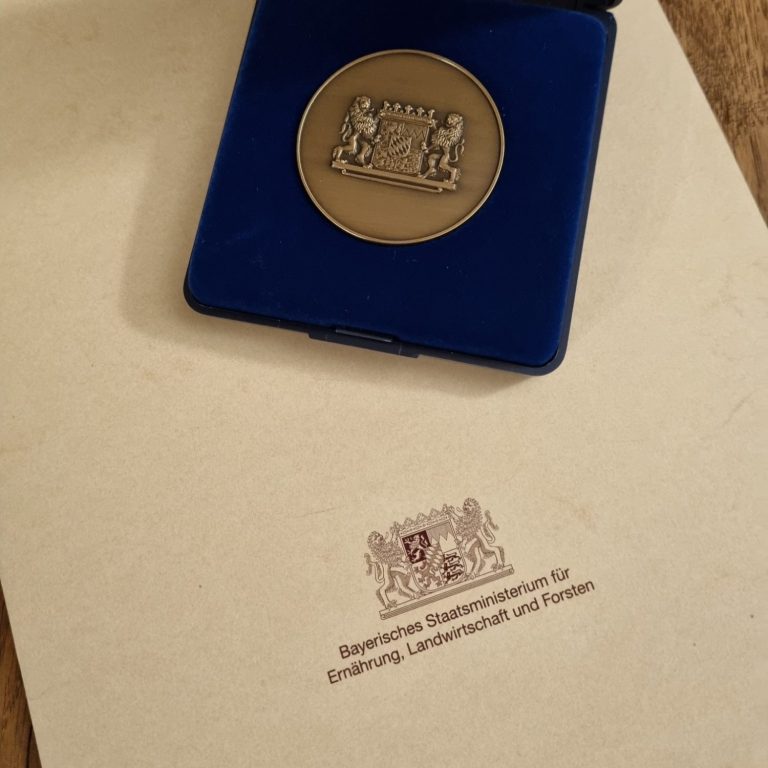 Bayerisches Staatsministerium für
Ernährung, Landwirtschaft und Forsten